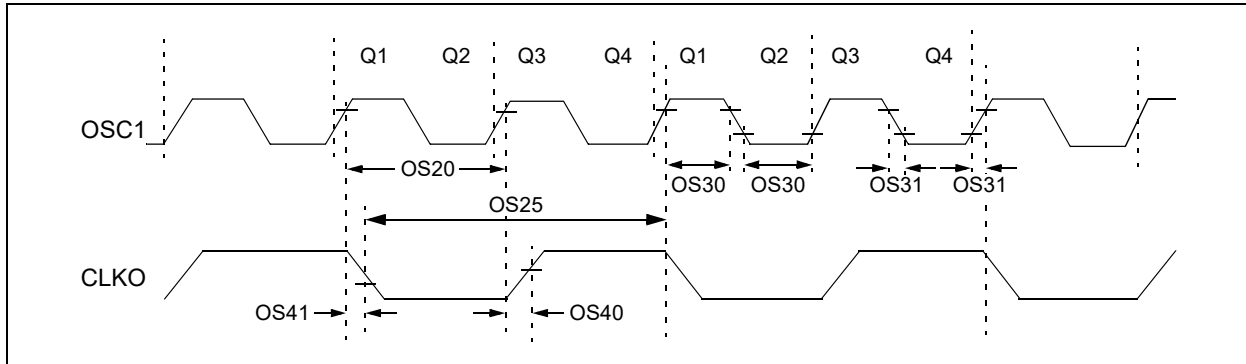 Q1 Q2 Q3 Q4 Q1 Q2 Q3 Q4
OSC1
OS20
OS30 OS30 OS31 OS31
OS25
CLKO
OS41 OS40